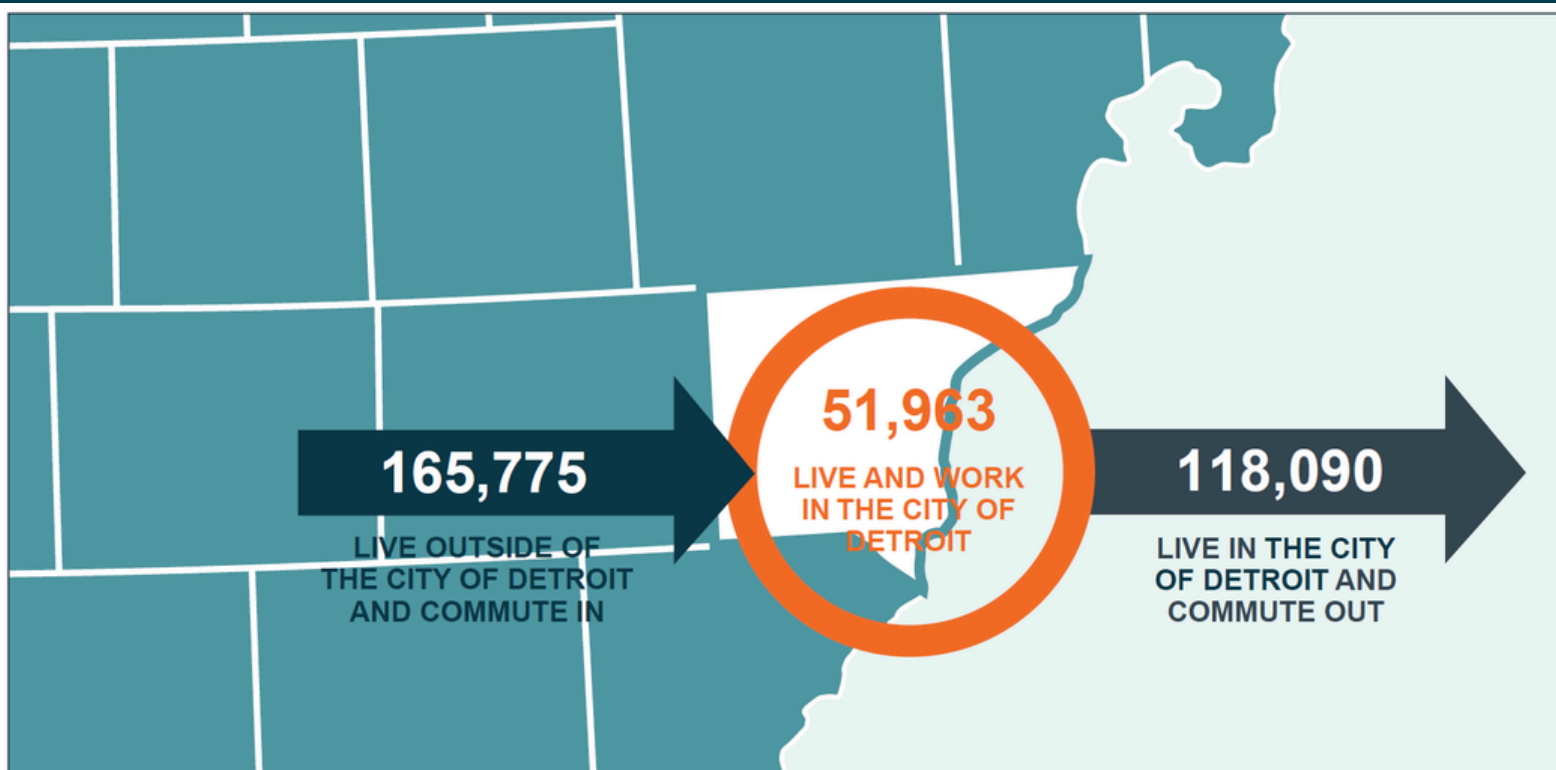 165,775
LIVE OUTSIDE OF
THE CITY OF DETROIT
AND COMMUTE IN
51,963
LIVE AND WORK
IN THE CITY OF
DETROIT
118,090
LIVE IN THE CITY
OF DETROIT AND
COMMUTE OUT